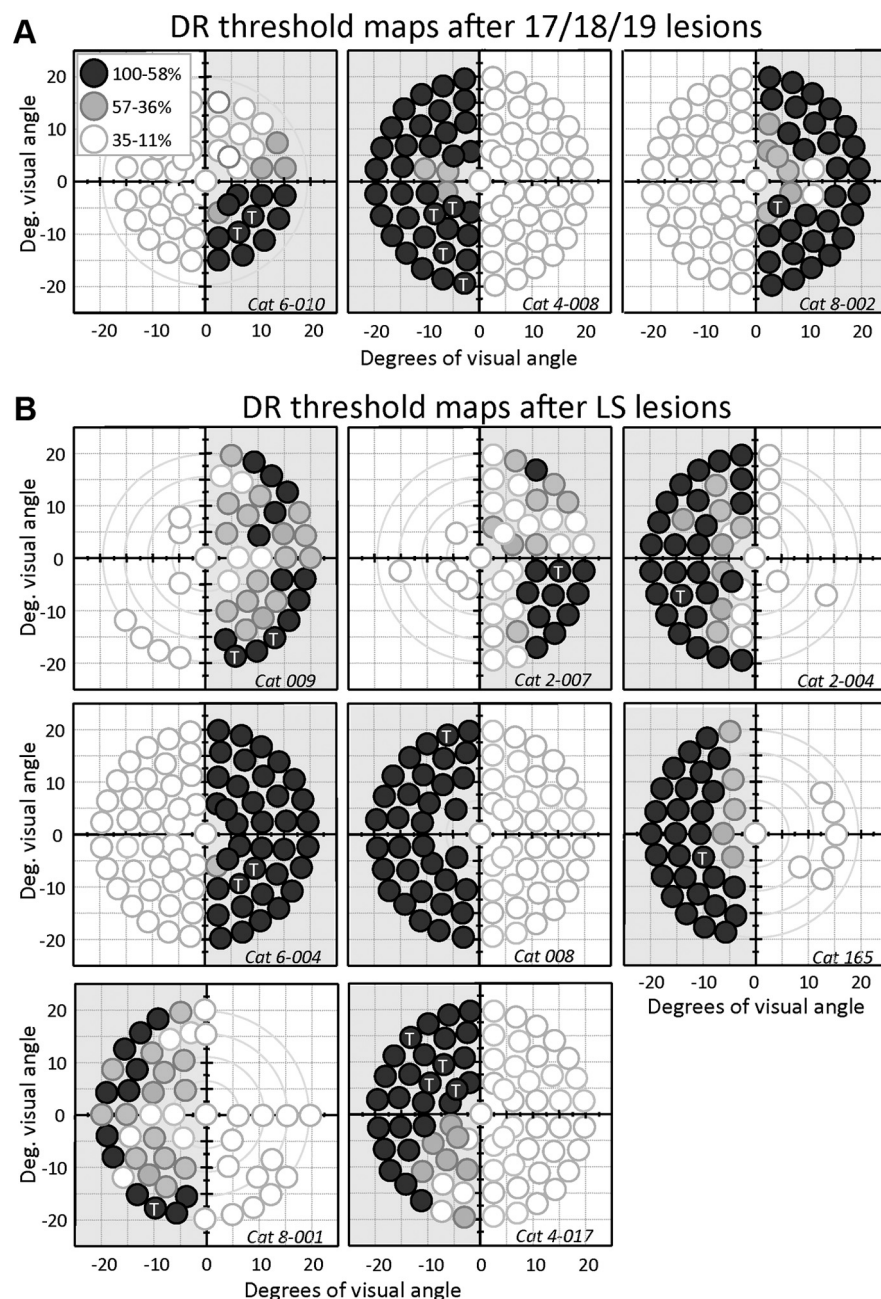 A
DR threshold maps after 17/18/19 lesions
100-58%
57-36%
35-11%
Deg. visual angle
20
10
0
-10
-20
T
T
Cat 6-010
T
T
T
T
Cat 4-008
T
Cat 8-002
-20 -10 0 10 20
-20 -10 0 10 20
-20 -10 0 10 20
Degrees of visual angle
B
DR threshold maps after LS lesions
Deg. visual angle
20
10
0
-10
-20
T
T
Cat 009
T
Cat 2-007
T
Cat 2-004
Deg. visual angle
20
10
0
-10
-20
T
T
Cat 6-004
T
Cat 008
T
Cat 165
-20 -10 0 10 20
Degrees of visual angle
Deg. visual angle
20
10
0
-10
-20
T
Cat 8-001
T
T
T
T
Cat 4-017
-20 -10 0 10 20
-20 -10 0 10 20
Degrees of visual angle